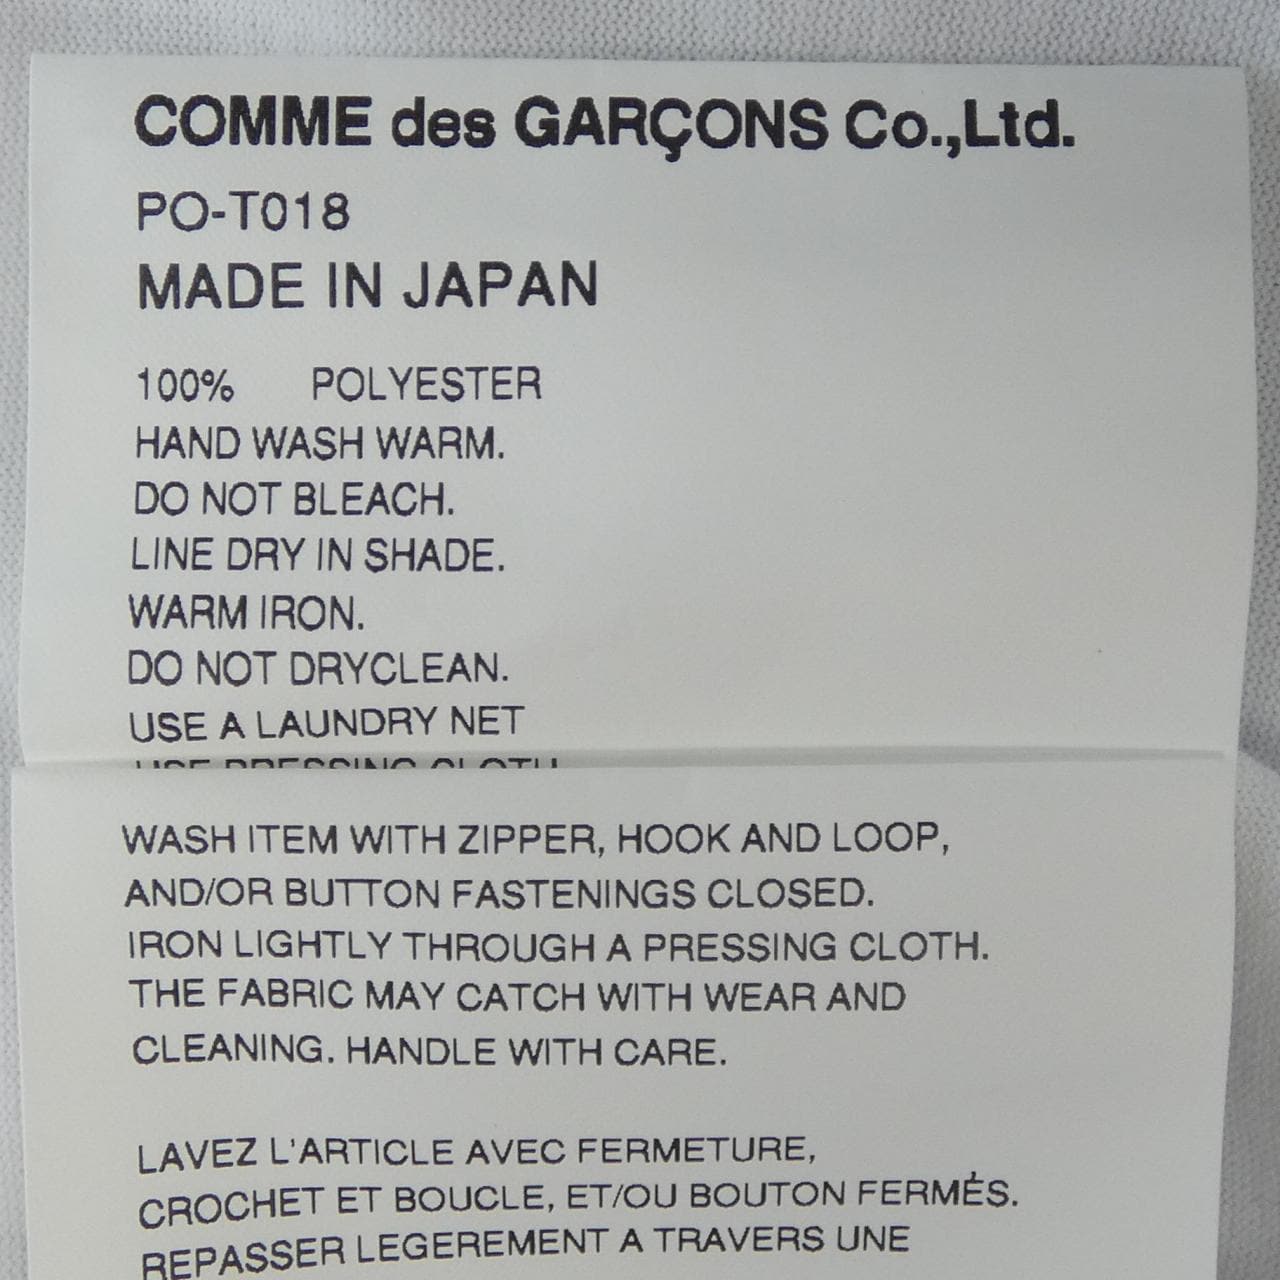 COMME des GARÇONS Co.,Ltd.
PO-T018
MADE IN JAPAN
100% POLYESTER
HAND WASH WARM.
DO NOT BLEACH.
LINE DRY IN SHADE.
WARM IRON.
DO NOT DRYCLEAN.
USE A LAUNDRY NET
USE PRESSING CLOTH
WASH ITEM WITH ZIPPER, HOOK AND LOOP,
AND/OR BUTTON FASTENINGS CLOSED.
IRON LIGHTLY THROUGH A PRESSING CLOTH.
THE FABRIC MAY CATCH WITH WEAR AND
CLEANING. HANDLE WITH CARE.
LAVEZ L'ARTICLE AVEC FERMETURE,
CROCHET ET BOUCLE, ET/OU BOUTON FERMÉS.
REPASSER LEGEREMENT A TRAVERS UNE